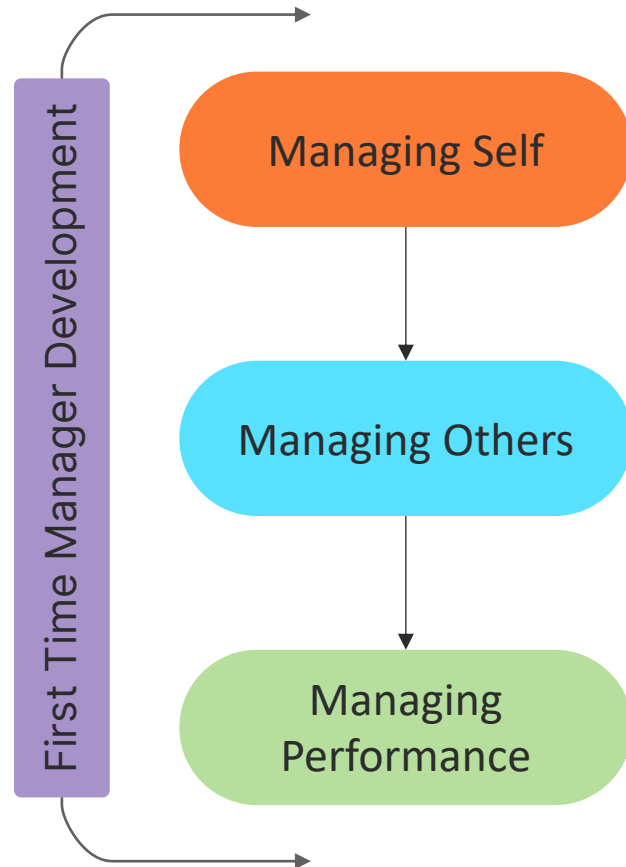 First Time Manager Development
Managing Self
Managing Others
Managing
Performance